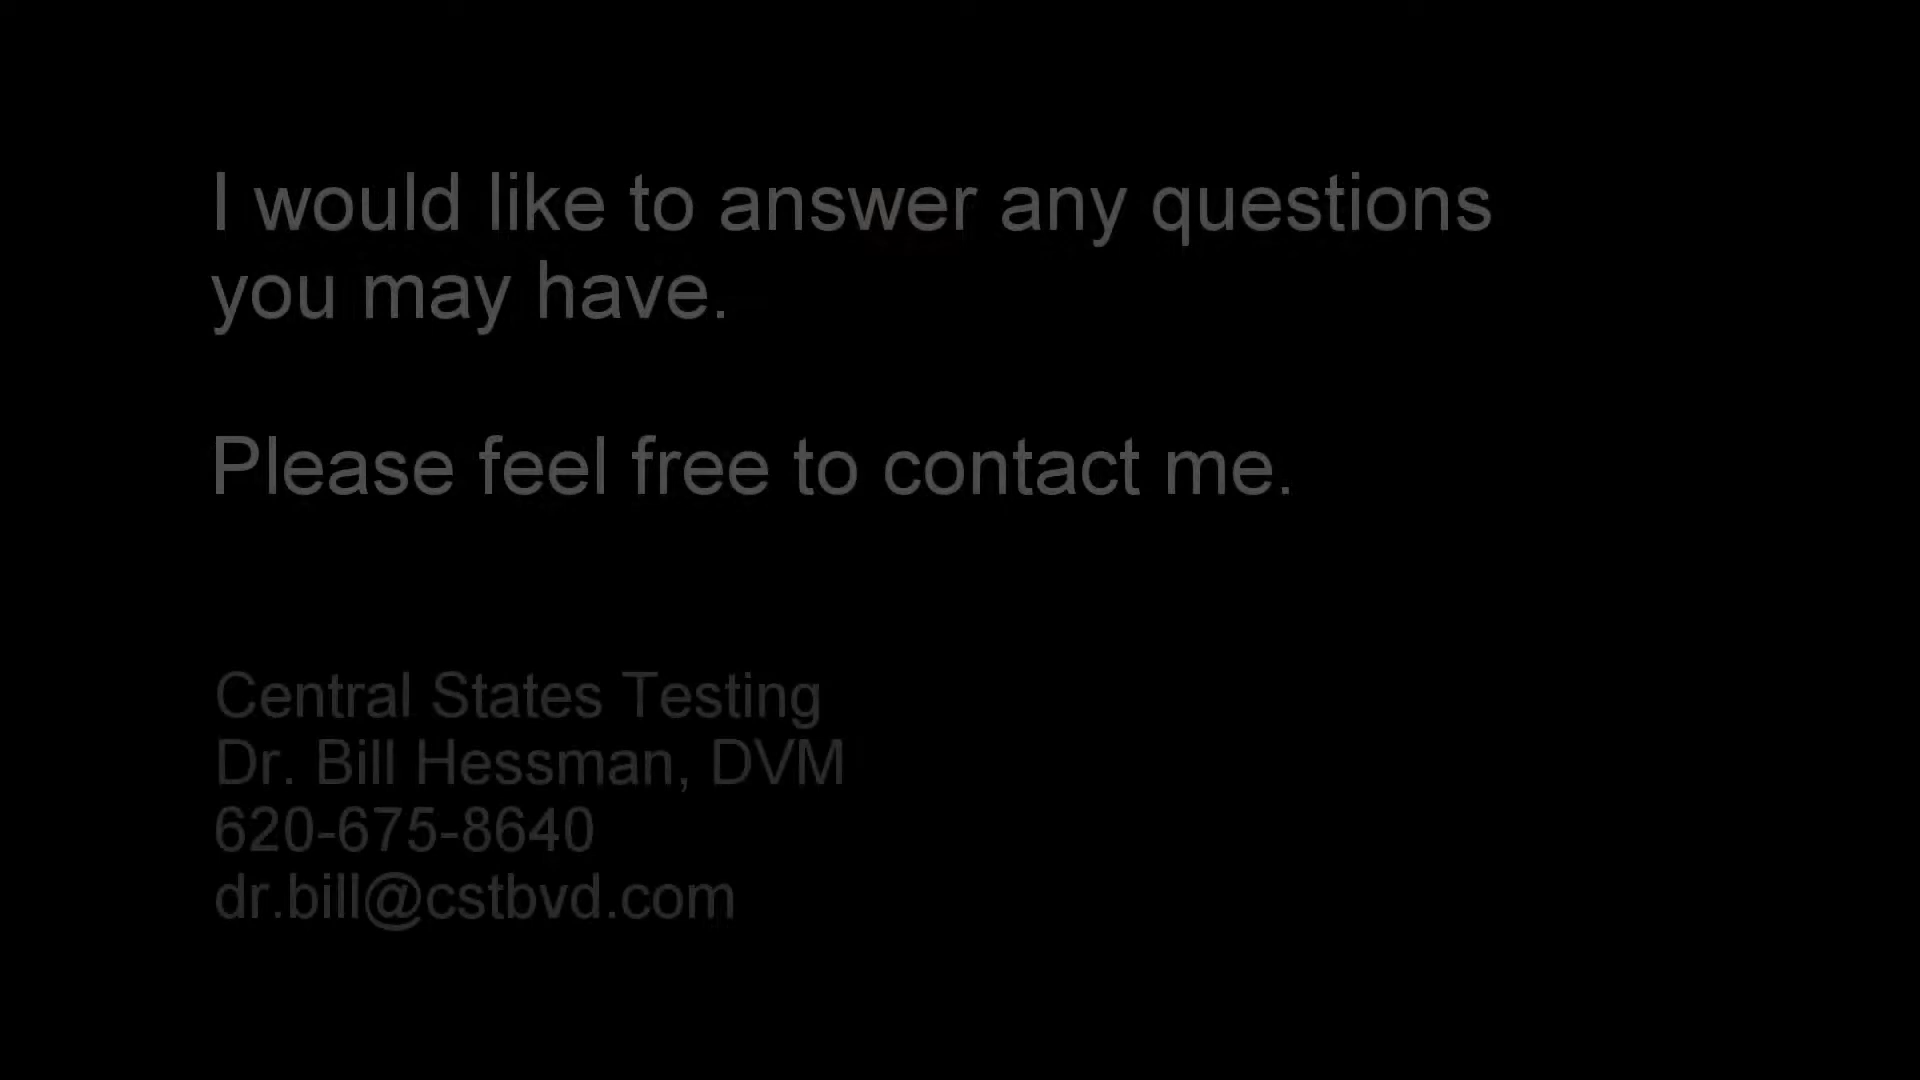 I would like to answer any questions
you may have.
Please feel free to contact me.
Central States Testing
Dr. Bill Hessman, DVM
620-675-8640
dr.bill@cstbvd.com